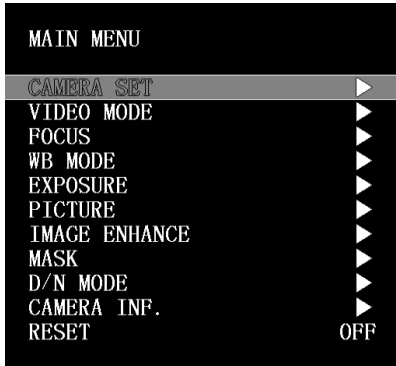 MAIN MENU
CAMERA SET
VIDEO MODE
FOCUS
WB MODE
EXPOSURE
PICTURE
IMAGE ENHANCE
MASK
D/N MODE
CAMERA INF.
RESET OFF